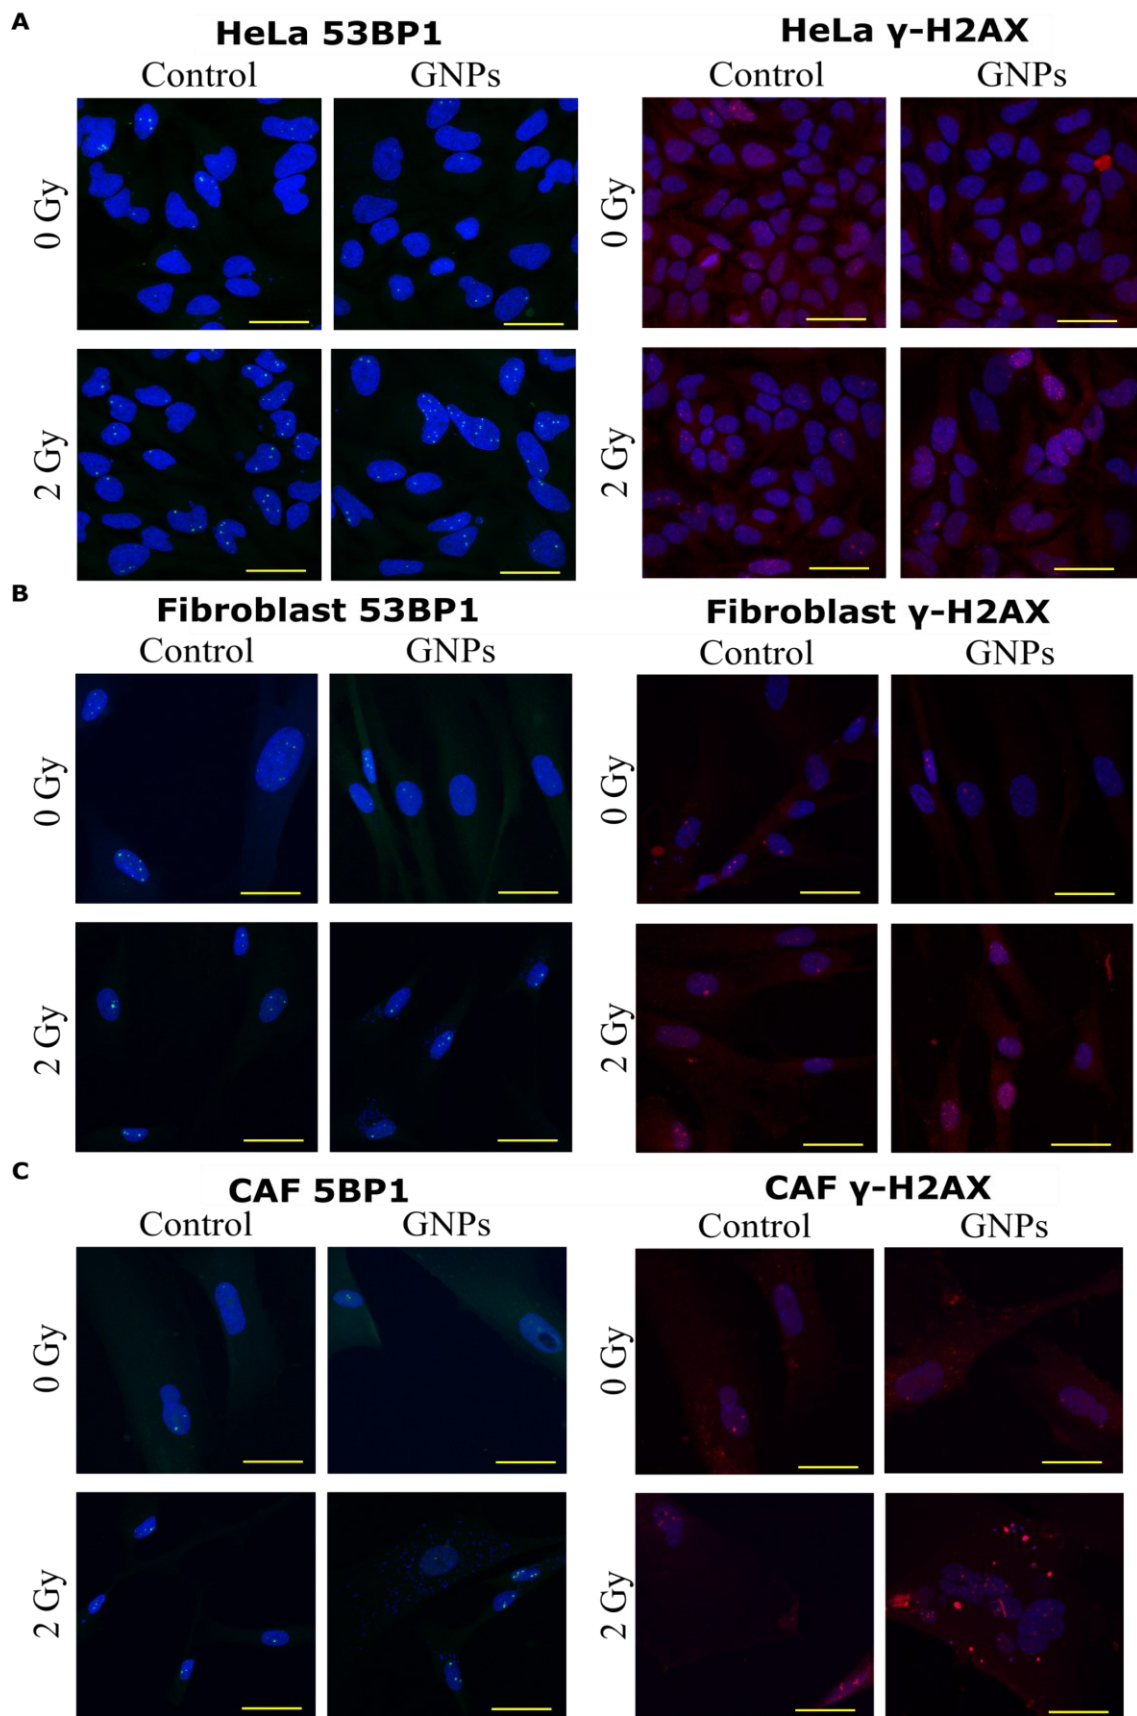 A
HeLa 53BP1
HeLa γ-H2AX
Control
GNPs
Control
GNPs
0 Gy
0 Gy
2 Gy
2 Gy
B
Fibroblast 53BP1
Fibroblast γ-H2AX
Control
GNPs
Control
GNPs
0 Gy
0 Gy
2 Gy
2 Gy
C
CAF 5BP1
CAF γ-H2AX
Control
GNPs
Control
GNPs
0 Gy
0 Gy
2 Gy
2 Gy